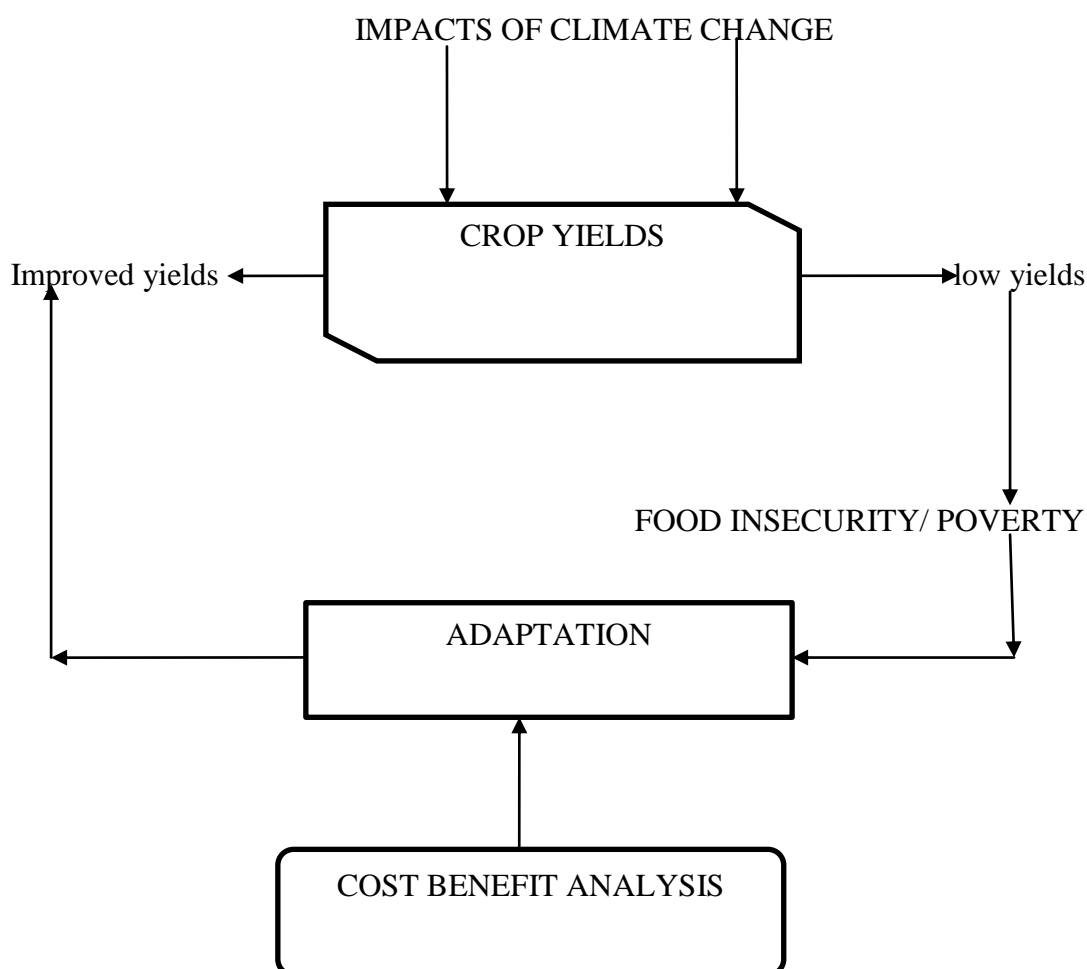 IMPACTS OF CLIMATE CHANGE
CROP YIELDS
Improved yields
low yields
FOOD INSECURITY/ POVERTY
ADAPTATION
COST BENEFIT ANALYSIS